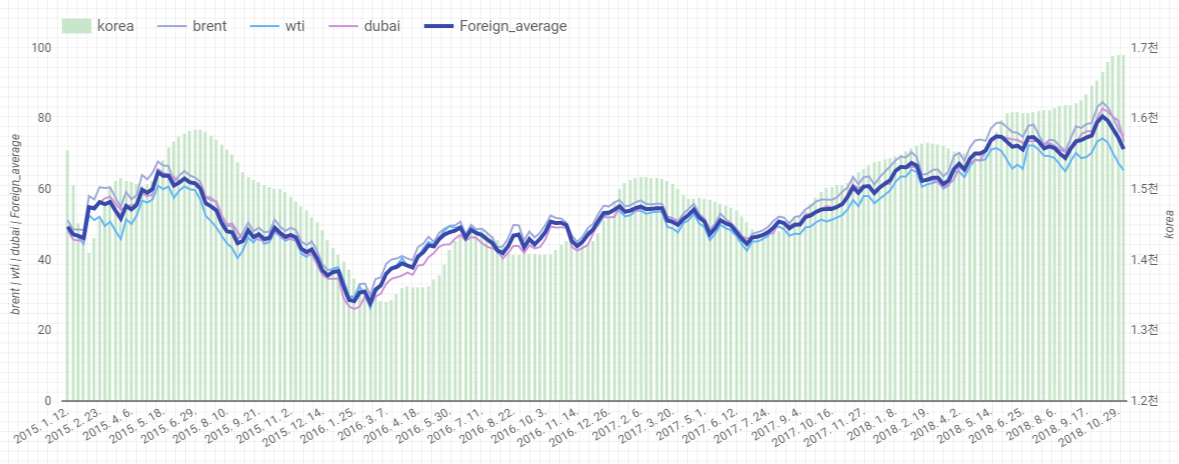 korea brent wti dubai Foreign_average
100
80
60
40
20
0
brent | wti | dubai | Foreign_average
1.7천
1.6천
1.5천
1.4천
1.3천
1.2천
korea
2015. 1. 12.
2015. 2. 23.
2015. 4. 6.
2015. 5. 18.
2015. 6. 29.
2015. 8. 10.
2015. 9. 21.
2015. 11. 2.
2015. 12. 14.
2016. 1. 25.
2016. 3. 7.
2016. 4. 18.
2016. 5. 30.
2016. 7. 11.
2016. 8. 22.
2016. 10. 3.
2016. 11. 14.
2016. 12. 26.
2017. 2. 6.
2017. 3. 20.
2017. 5. 1.
2017. 6. 12.
2017. 7. 24.
2017. 9. 4.
2017. 10. 16.
2017. 11. 27.
2018. 1. 8.
2018. 2. 19.
2018. 4. 2.
2018. 5. 14.
2018. 6. 25.
2018. 8. 6.
2018. 9. 17.
2018. 10. 29.